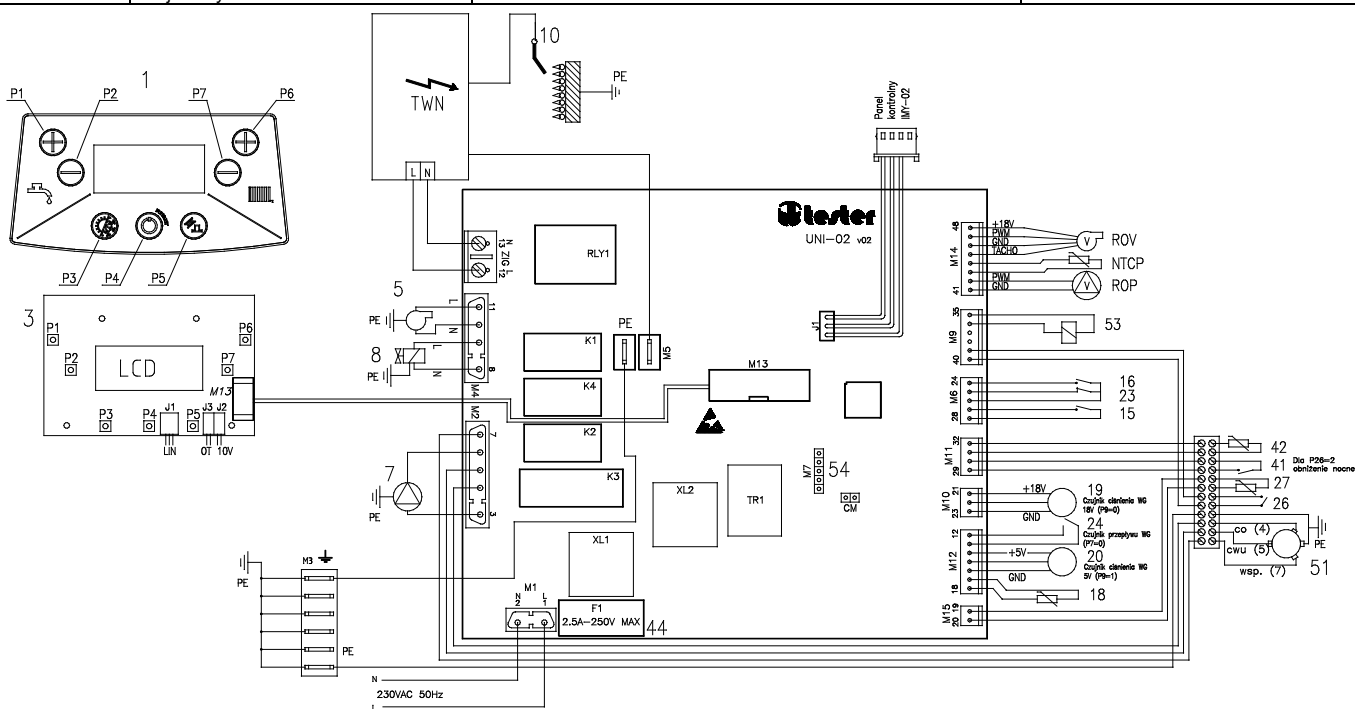 1
P1
P2
P7
P6
P3
P4
P5
3
P1
P6
P2
LCD
P7
M13
P3
P4
J1
P5
J3
J2
LIN
OT
10V
TWN
L
N
10
PE
Panel
kontrolny
IMY-02
tester
UNI-02 v02
N
13
ZIG
L
12
RLY1
5
PE
L
11
N
8
L
PE
N
8
M4
M2
K1
K4
K2
K3
PE
M5
M13
J1
7
7
PE
3
M7
54
CM
XL2
TR1
XL1
F1
2.5A-250V MAX
44
M1
N
2
L
1
M3
PE
PE
N
230VAC 50Hz
L
48
M14
41
+18V
PWM
GND
TACHO
PWM
GND
ROV
NTCP
ROP
35
M9
40
53
24
M6
28
16
23
15
32
M11
29
42
41
Dla P26=2
obniżenie nocne
27
26
21
M10
23
+18V
GND
19
Czujnik ciśnienia WG
18V (P9=0)
24
Czujnik przepływu WG
(P7=0)
12
M12
18
+5V
GND
20
Czujnik ciśnienia WG
5V (P9=1)
18
19
M15
20
co (4)
cwu (5)
wsp. (7)
PE
51